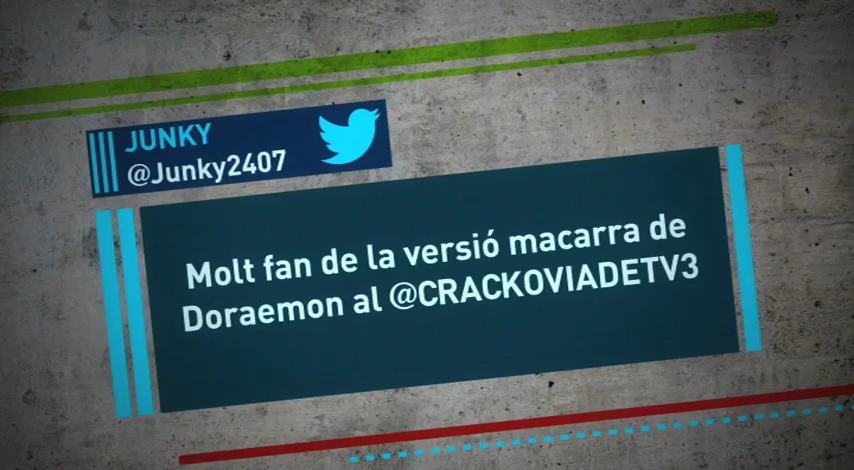 JUNKY
@Junky2407
Molt fan de la versió macarra de
Doraemon al @CRACKOVIADETV3